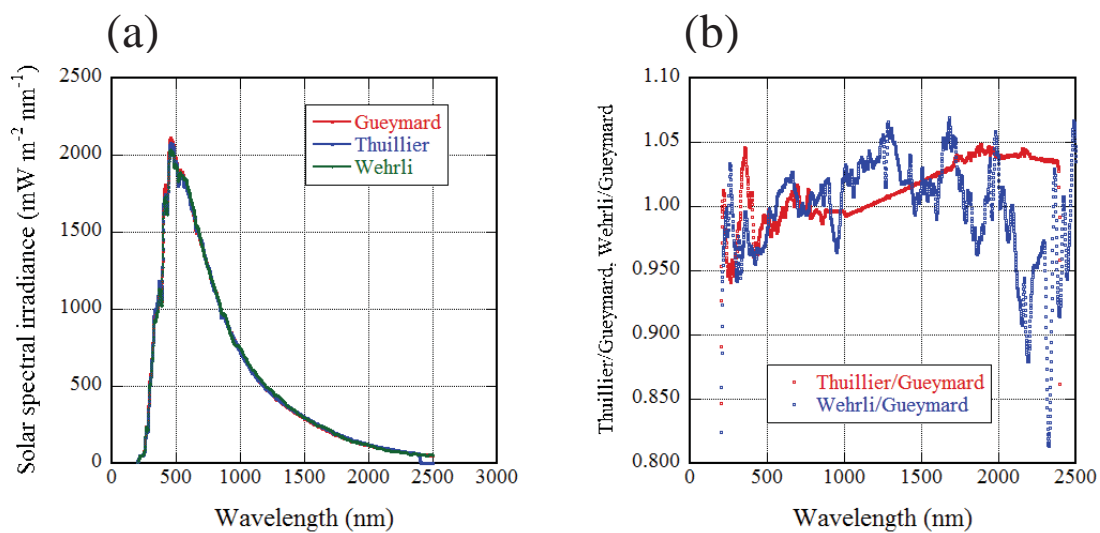 (a)
Solar spectral irradiance (mW m⁻² nm⁻¹)
2500
2000
1500
1000
500
0
Gueymard
Thuillier
Wehrli
0 500 1000 1500 2000 2500 3000
Wavelength (nm)
(b)
Thuillier/Gueymard, Wehrli/Gueymard
1.10
1.05
1.00
0.950
0.900
0.850
0.800
Thuillier/Gueymard
Wehrli/Gueymard
0 500 1000 1500 2000 2500
Wavelength (nm)